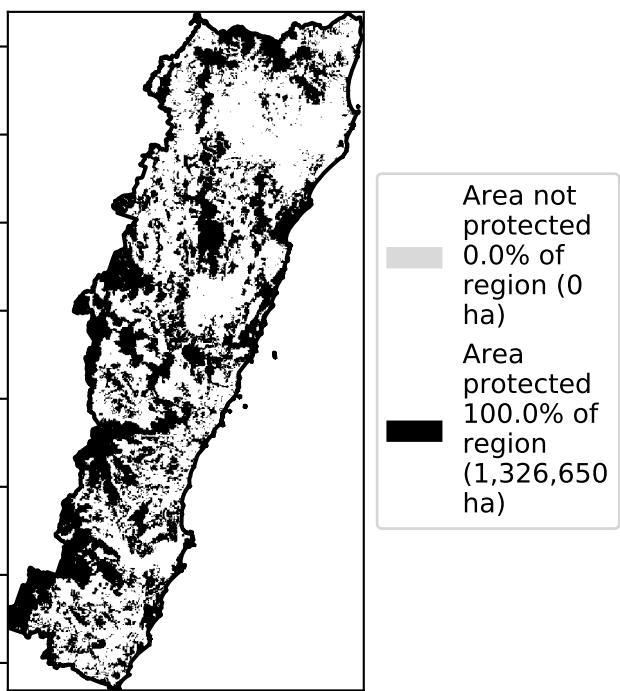 Area not
protected
0.0% of
region (0
ha)
Area
protected
100.0% of
region
(1,326,650
ha)